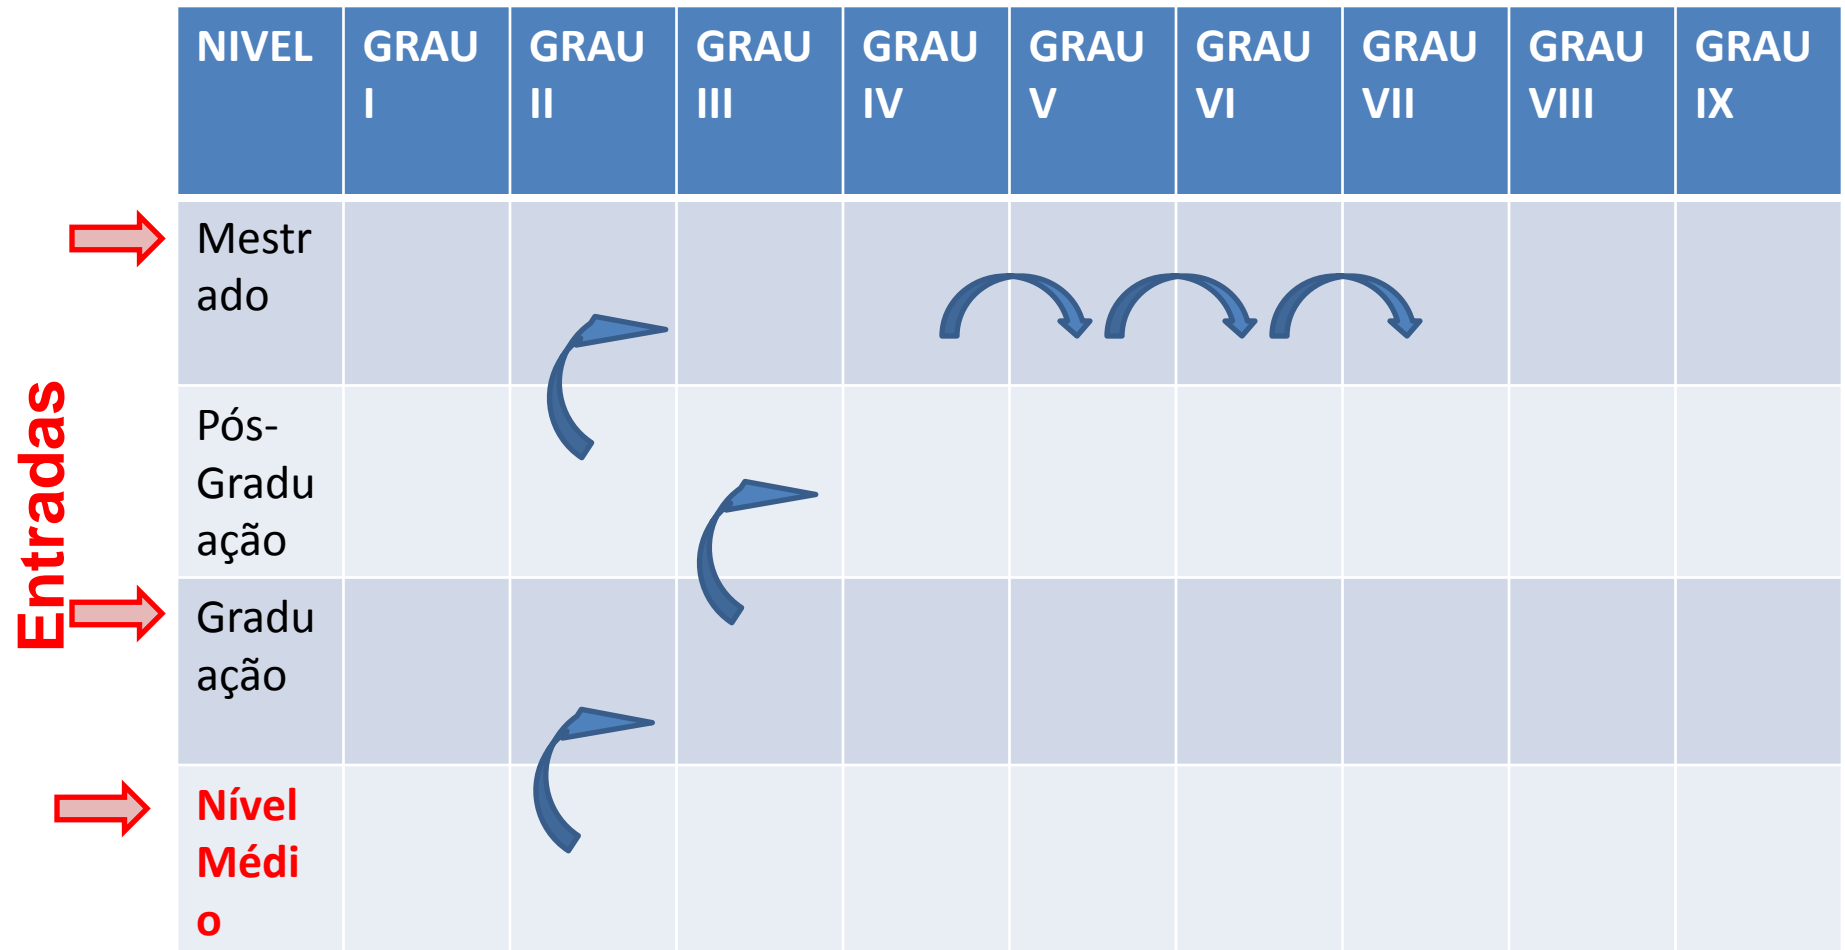 NIVEL
GRAU
I
GRAU
II
GRAU
III
GRAU
IV
GRAU
V
GRAU
VI
GRAU
VII
GRAU
VIII
GRAU
IX
Entradas
Mestr
ado
Pós-
Gradu
ação
Gradu
ação
Nível
Médi
o